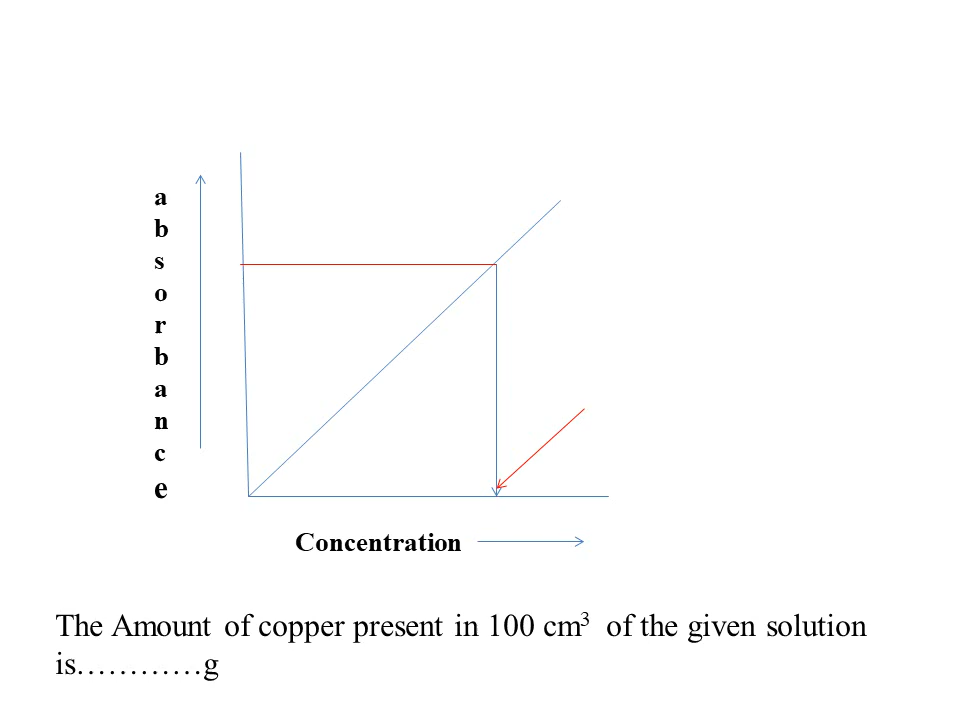 a
b
s
o
r
b
a
n
c
e
Concentration
The Amount of copper present in 100 cm³ of the given solution
is…………g